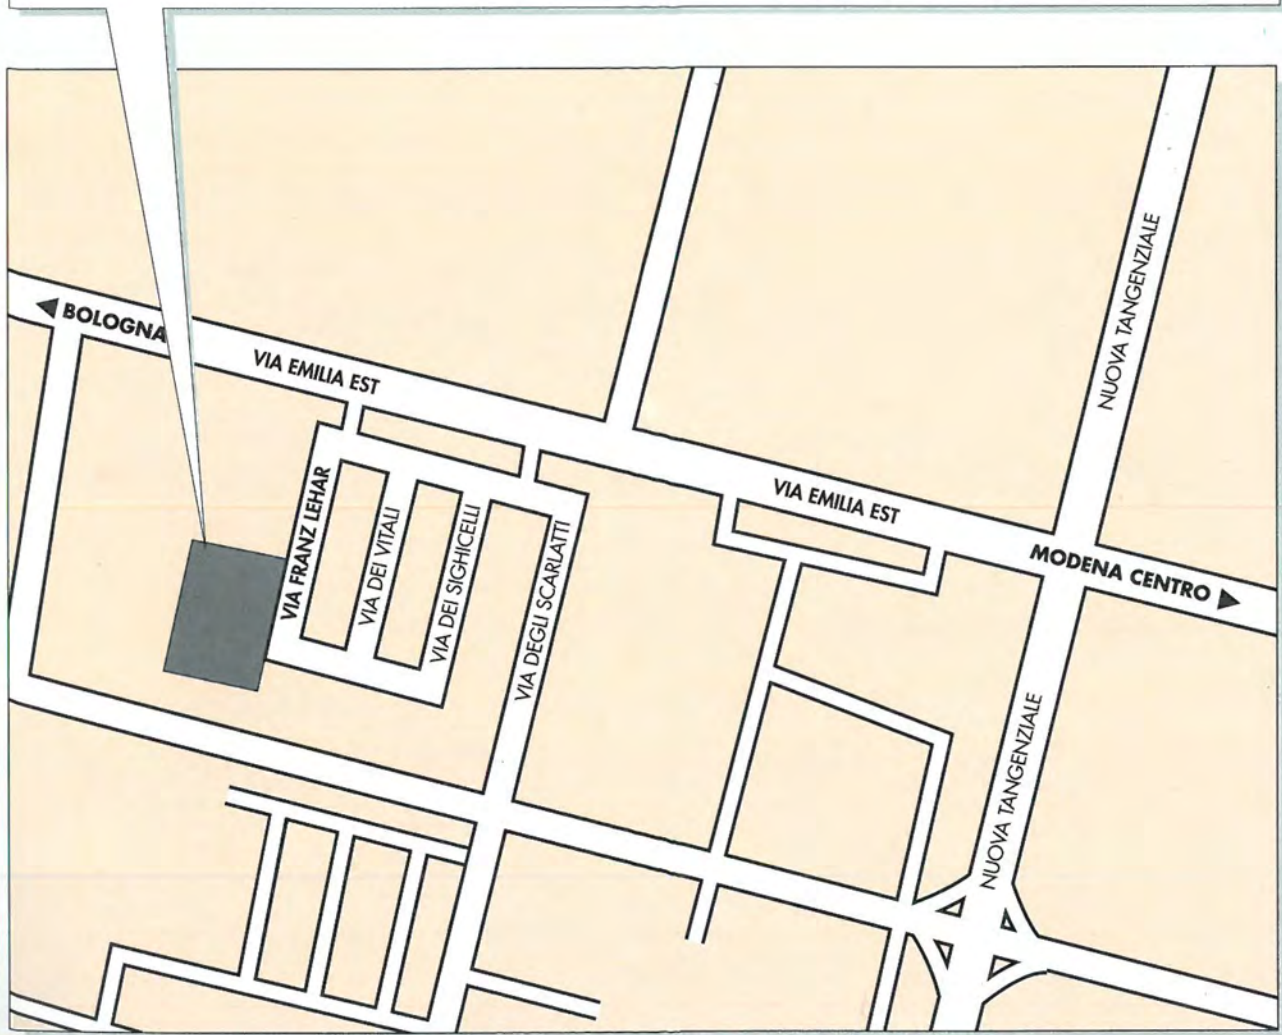 NUOVA TANGENZIALE
BOLOGNA
VIA EMILIA EST
VIA EMILIA EST
MODENA CENTRO
VIA FRANZ LEHAR
VIA DEI VITALI
VIA DEI SIGHICELLI
VIA DEGLI SCARLATTI
NUOVA TANGENZIALE